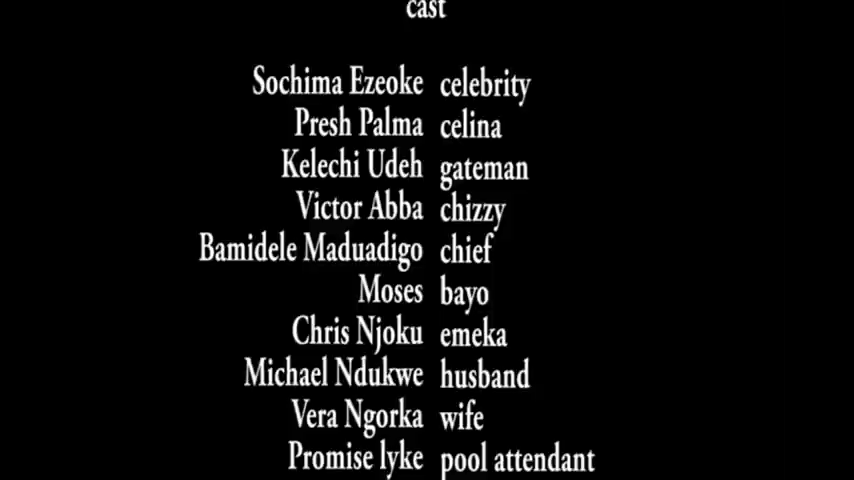 cast
Sochima Ezeoke celebrity
Presh Palma celina
Kelechi Udeh gateman
Victor Abba chizzy
Bamidele Maduadigo chief
Moses bayo
Chris Njoku emeka
Michael Ndukwe husband
Vera Ngorka wife
Promise lyke pool attendant